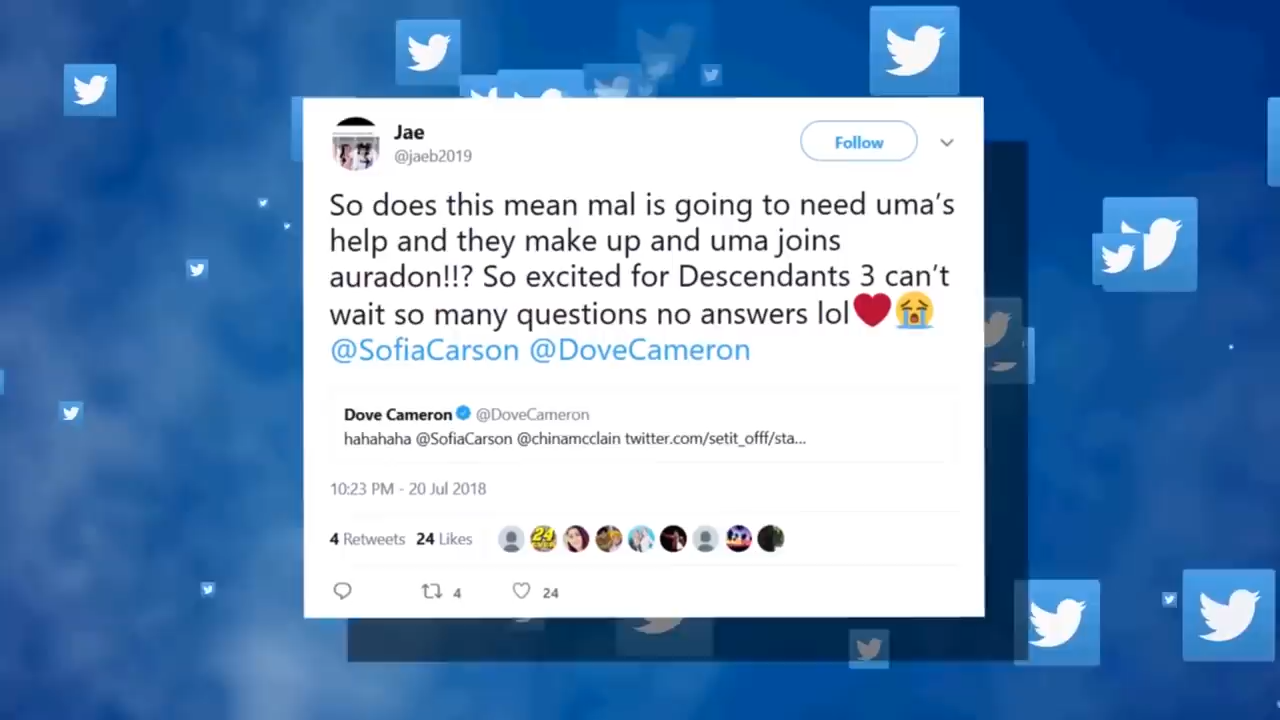 Jae
@jaeb2019
Follow
So does this mean mal is going to need uma's
help and they make up and uma joins
auradon!!? So excited for Descendants 3 can't
wait so many questions no answers lol❤️😭
@SofiaCarson @DoveCameron
Dove Cameron @DoveCameron
hahahaha @SofiaCarson @chinamcclain twitter.com/setit_offf/sta...
10:23 PM - 20 Jul 2018
4 Retweets 24 Likes
4 24